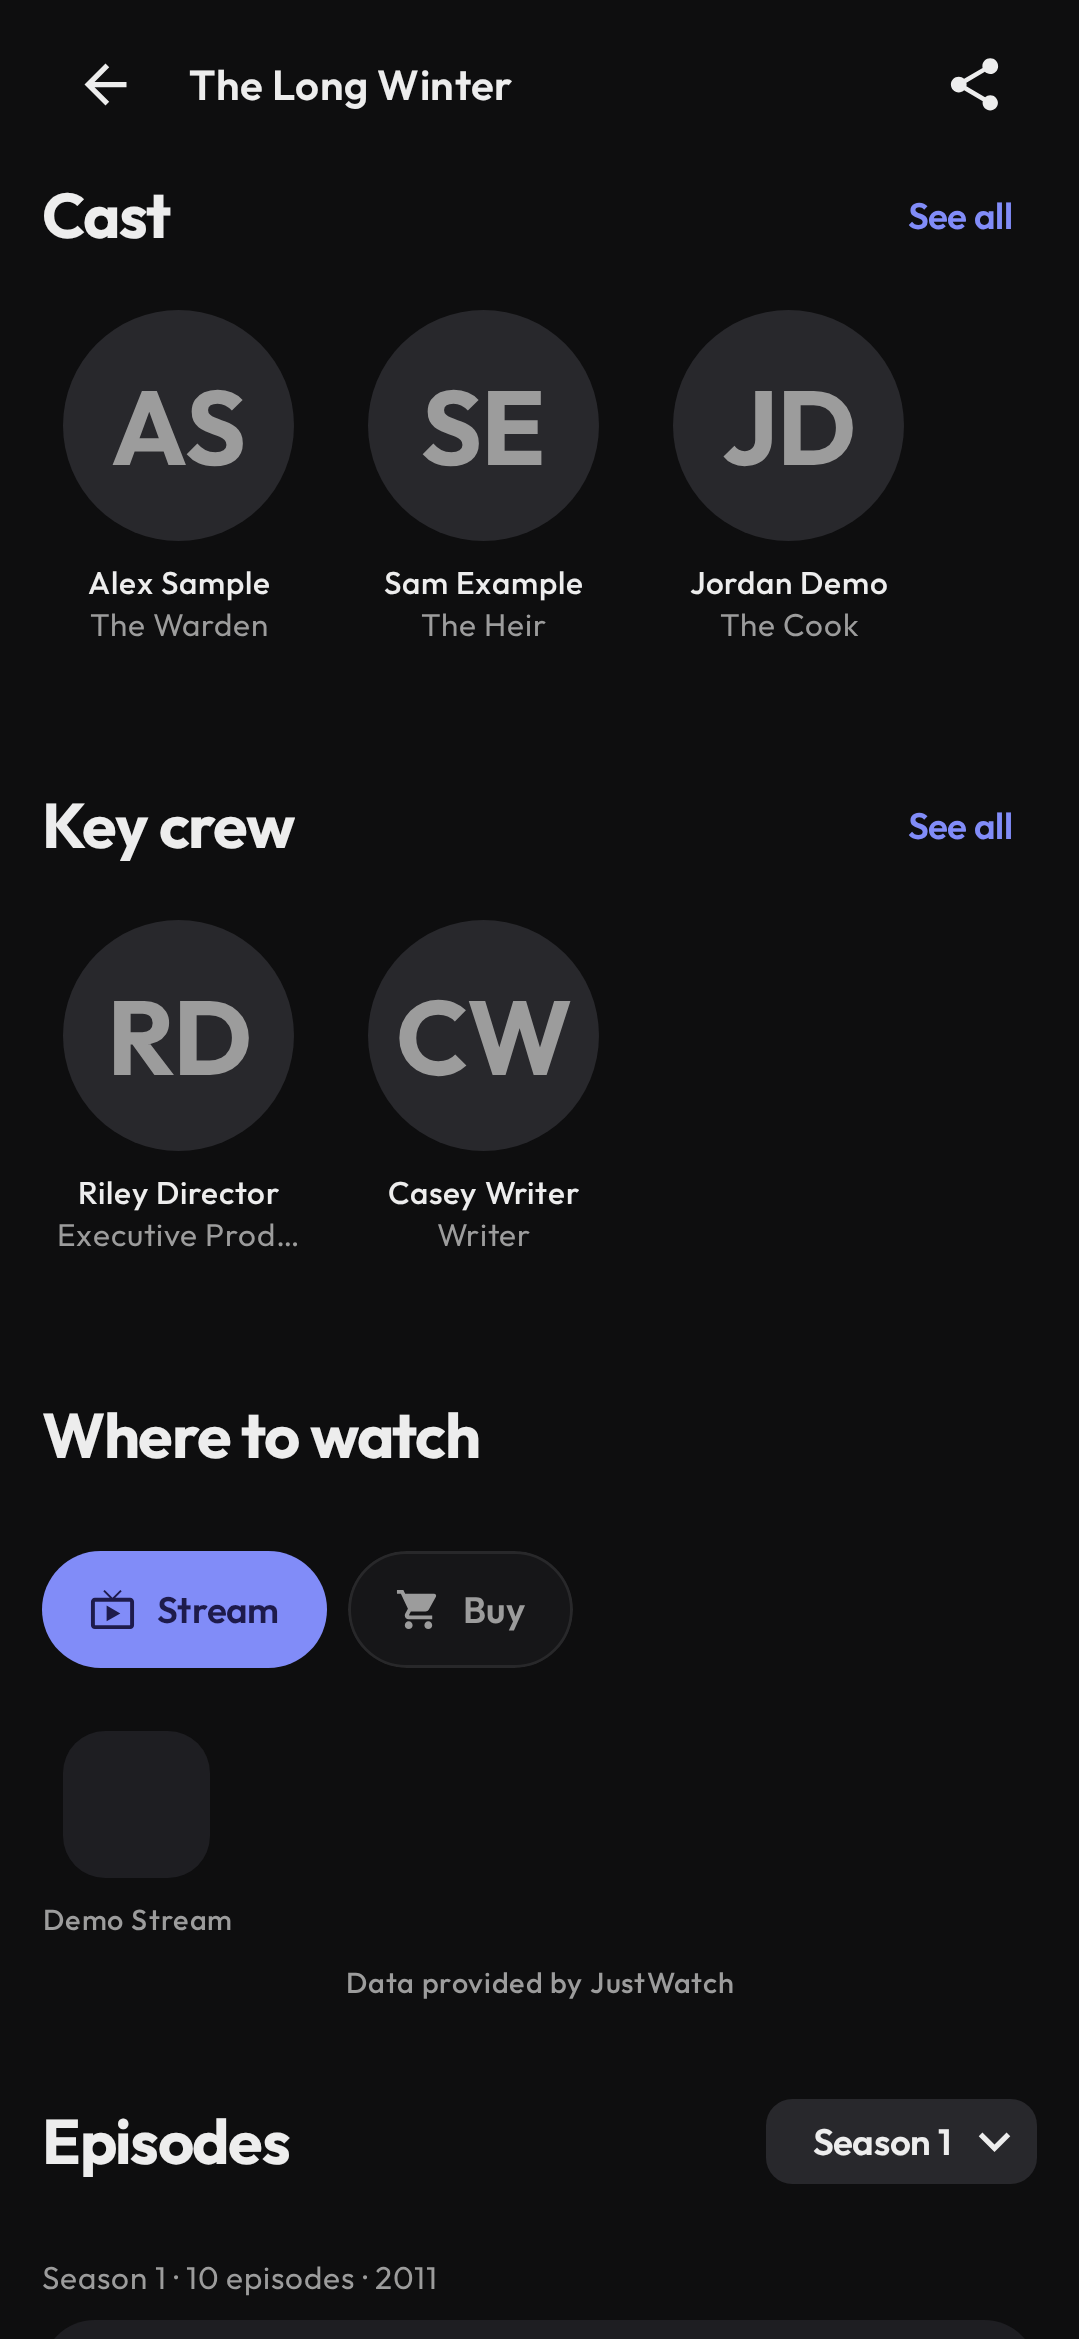 The Long Winter
Cast
See all
AS
SE
JD
Alex Sample
The Warden
Sam Example
The Heir
Jordan Demo
The Cook
Key crew
See all
RD
CW
Riley Director
Executive Prod...
Casey Writer
Writer
Where to watch
Stream
Buy
Demo Stream
Data provided by JustWatch
Episodes
Season 1
Season 1 · 10 episodes · 2011